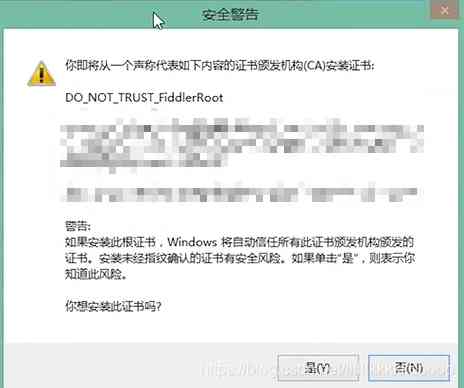 安全警告
你即将从一个声称代表如下内容的证书颁发机构(CA)安装证书:
DO_NOT_TRUST_FiddlerRoot
警告:
如果安装此根证书，Windows 将自动信任所有此证书颁发机构颁发的
证书。安装未经指纹确认的证书有安全风险。如果单击"是"，则表示你
知道此风险。
你想安装此证书吗?
是(Y)
否(N)